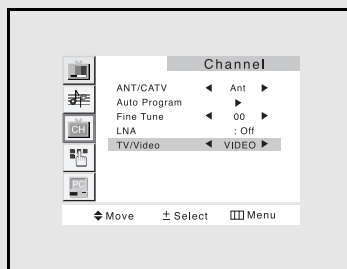 Channel
ANT/CATV ◀ Ant ▶
Auto Program ▶
Fine Tune ◀ 00 ▶
LNA : Off
TV/Video ◀ VIDEO ▶
CH
PC
Move ± Select Menu